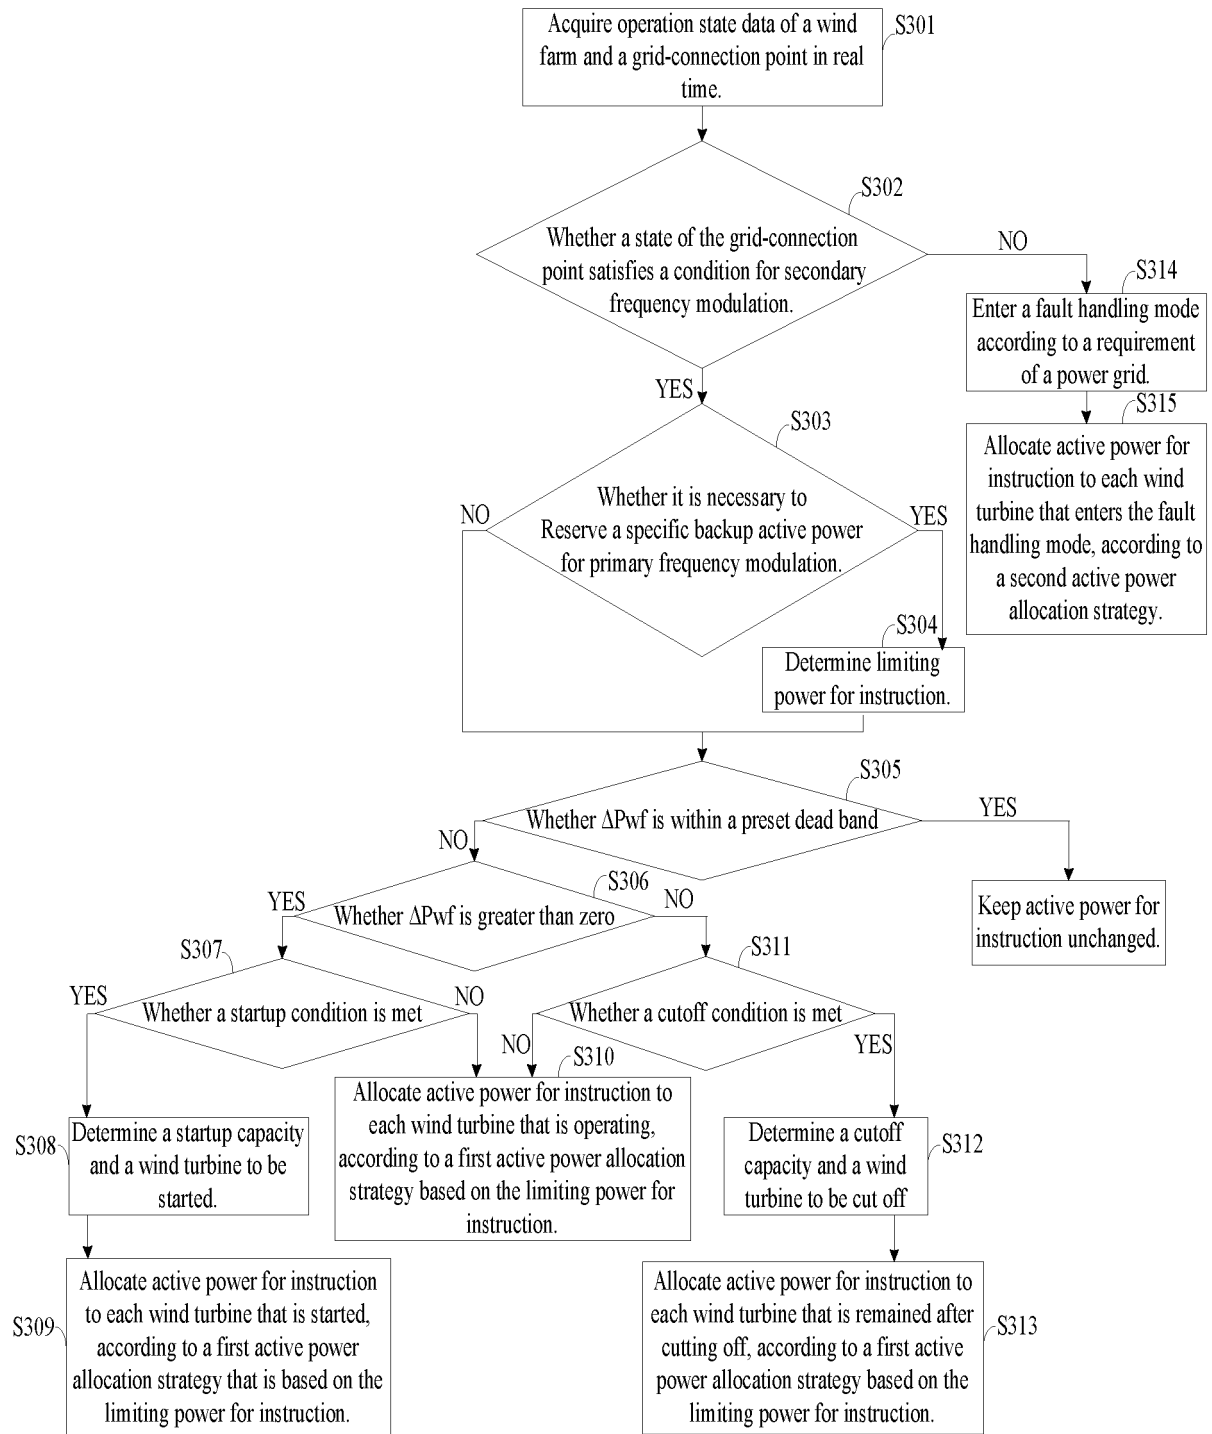 Acquire operation state data of a wind
farm and a grid-connection point in real
time.
S301
S302
Whether a state of the grid-connection
point satisfies a condition for secondary
frequency modulation.
NO
S314
Enter a fault handling mode
according to a requirement
of a power grid.
YES
S315
Allocate active power for
instruction to each wind
turbine that enters the fault
handling mode, according to
a second active power
allocation strategy.
S303
Whether it is necessary to
Reserve a specific backup active power
for primary frequency modulation.
NO
YES
S304
Determine limiting
power for instruction.
S305
Whether ΔPwf is within a preset dead band
YES
NO
Keep active power for
instruction unchanged.
S306
Whether ΔPwf is greater than zero
YES
NO
S307
Whether a startup condition is met
YES
NO
S311
Whether a cutoff condition is met
NO
YES
S310
Allocate active power for instruction to
each wind turbine that is operating,
according to a first active power allocation
strategy based on the limiting power for
instruction.
S308
Determine a startup capacity
and a wind turbine to be
started.
Determine a cutoff
capacity and a wind
turbine to be cut off
S312
S309
Allocate active power for instruction
to each wind turbine that is started,
according to a first active power
allocation strategy that is based on the
limiting power for instruction.
Allocate active power for instruction to
each wind turbine that is remained after
cutting off, according to a first active
power allocation strategy based on the
limiting power for instruction.
S313